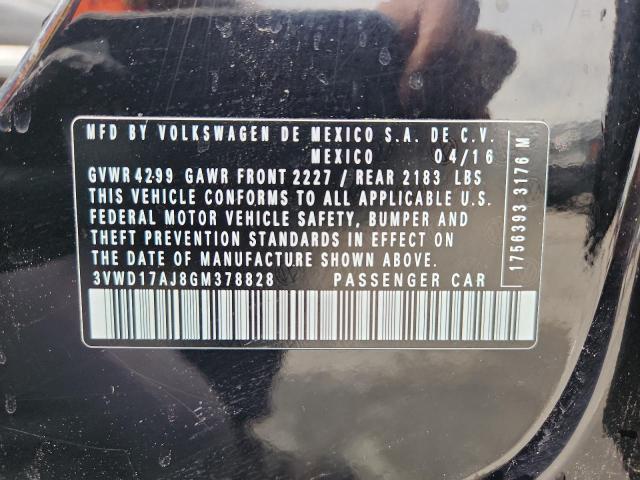 MFD BY VOLKSWAGEN DE MEXICO S.A. DE C.V.
MEXICO 04/16
GVWR 4299 GAWR FRONT 2227 / REAR 2183 LBS
THIS VEHICLE CONFORMS TO ALL APPLICABLE U.S.
FEDERAL MOTOR VEHICLE SAFETY, BUMPER AND
THEFT PREVENTION STANDARDS IN EFFECT ON
THE DATE OF MANUFACTURE SHOWN ABOVE.
3VWD17AJ8GM378828 PASSENGER CAR
1756393 3176 M